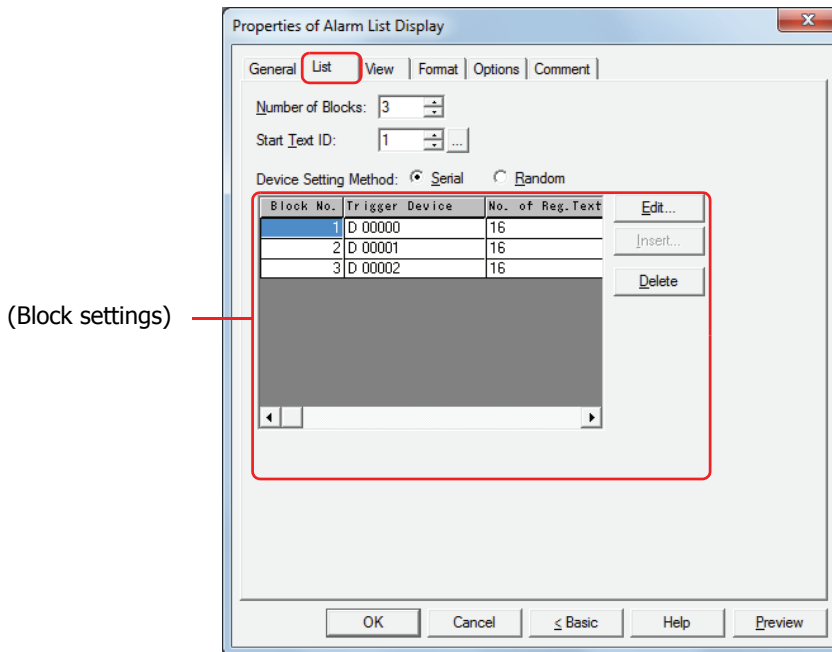 Properties of Alarm List Display
General List View Format Options Comment
Number of Blocks: 3
Start Text ID: 1 ...
Device Setting Method: Serial Random
Block No. Trigger Device No. of Reg.Text
1 D 00000 16
2 D 00001 16
3 D 00002 16
Edit...
Insert...
Delete
(Block settings)
OK Cancel < Basic Help Preview